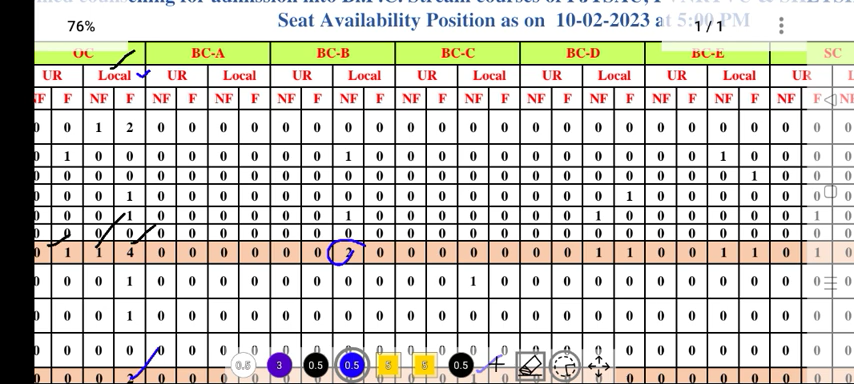 Seat Availability Position as on 10-02-2023 at 5:00 PM
76%
1 / 1
OC BC-A BC-B BC-C BC-D BC-E SC
UR Local UR Local UR Local UR Local UR Local UR Local UR
NF F NF F NF F NF F NF F NF F NF F NF F NF F NF F NF F NF F NF F NF
0 0 1 2 0 0 0 0 0 0 0 0 0 0 0 0 0 0 0 0 0 0 0 0 0 0 0
0 1 0 0 0 0 0 0 0 0 1 0 0 0 0 0 0 0 0 0 0 0 1 0 0 0 0
0 0 0 0 0 0 0 0 0 0 0 0 0 0 0 0 0 0 0 0 0 0 0 1 0 0 0
0 0 0 1 0 0 0 0 0 0 0 0 0 0 0 0 0 0 0 1 0 0 0 0 0 0 0
0 0 0 1 0 0 0 0 0 0 1 0 0 0 0 0 0 0 1 0 0 0 0 0 0 1 0
0 0 0 0 0 0 0 0 0 0 0 0 0 0 0 0 0 0 0 0 0 0 0 0 0 0 0
0 1 1 4 0 0 0 0 0 0 2 0 0 0 0 0 0 0 1 1 0 0 1 1 0 1 0
0 0 0 1 0 0 0 0 0 0 0 0 0 0 1 0 0 0 0 0 0 0 0 0 0 0
0 0 0 1 0 0 0 0 0 0 0 0 0 0 0 0 0 0 0 0 0 0 0 0 0 0 0
0 0 0 0 0 0
0 0 0 2 0 0
0.5 3 0.5 0.5 5 5 0.5